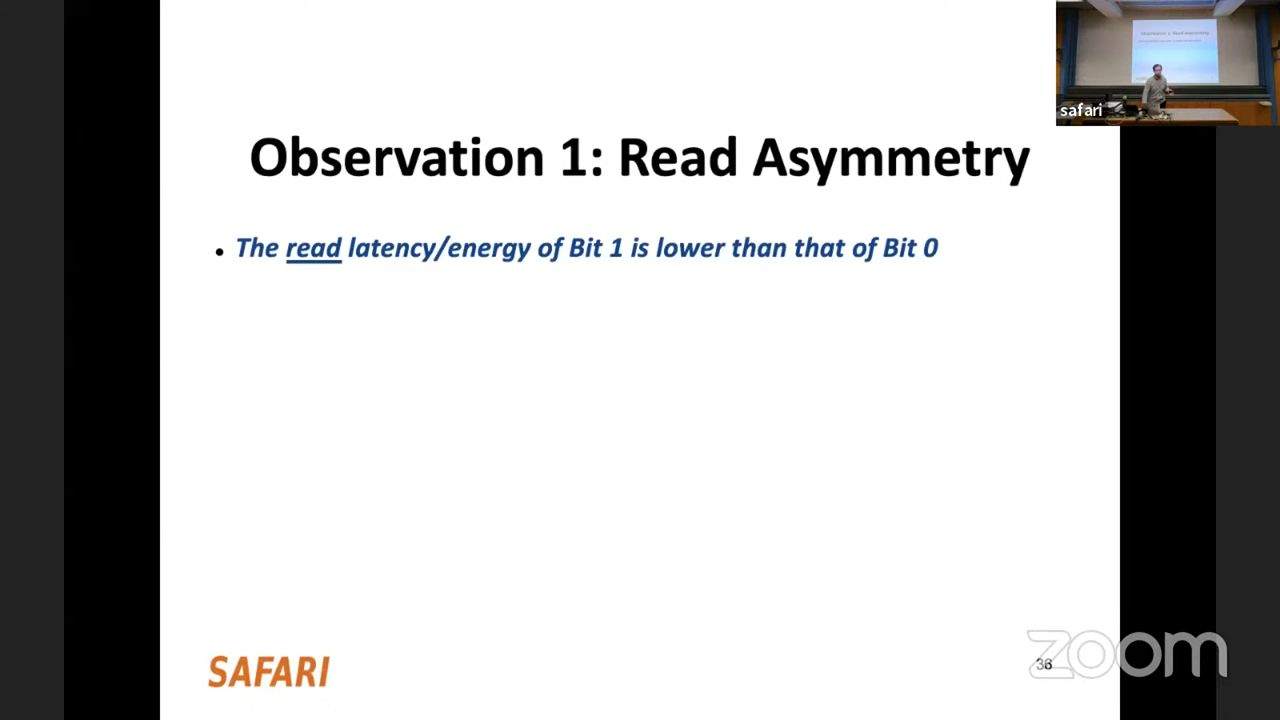 safari
Observation 1: Read Asymmetry
• The read latency/energy of Bit 1 is lower than that of Bit 0
SAFARI
36
zoom